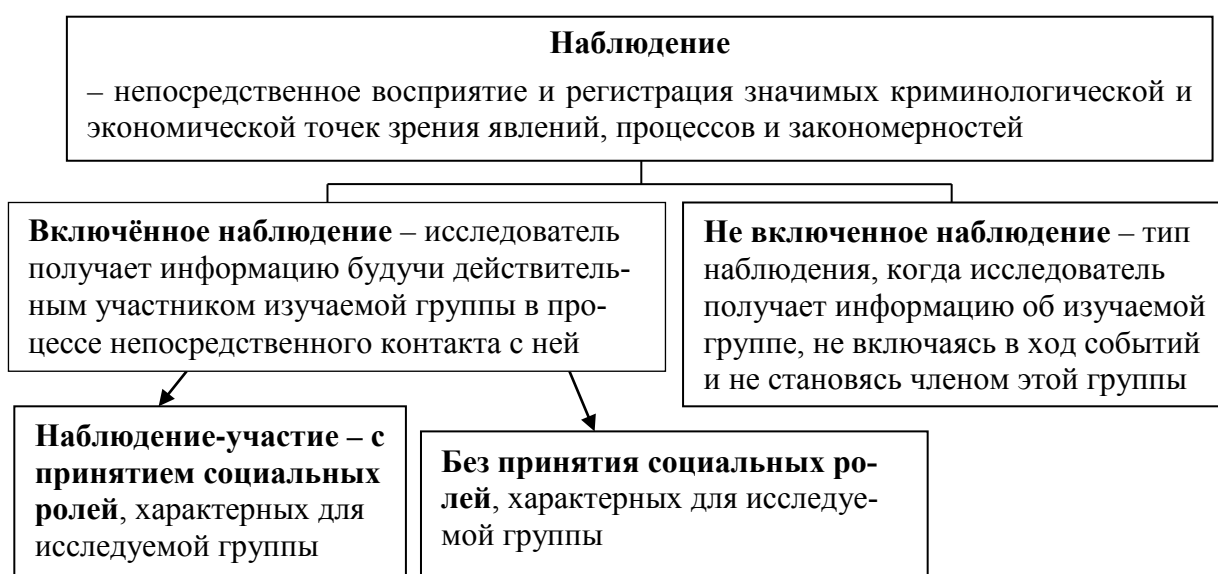 Наблюдение
– непосредственное восприятие и регистрация значимых криминологической и
экономической точек зрения явлений, процессов и закономерностей
Включённое наблюдение – исследователь
получает информацию будучи действитель-
ным участником изучаемой группы в про-
цессе непосредственного контакта с ней
Не включенное наблюдение – тип
наблюдения, когда исследователь
получает информацию об изучаемой
группе, не включаясь в ход событий
и не становясь членом этой группы
Наблюдение-участие – с
принятием социальных
ролей, характерных для
исследуемой группы
Без принятия социальных ро-
лей, характерных для исследуе-
мой группы